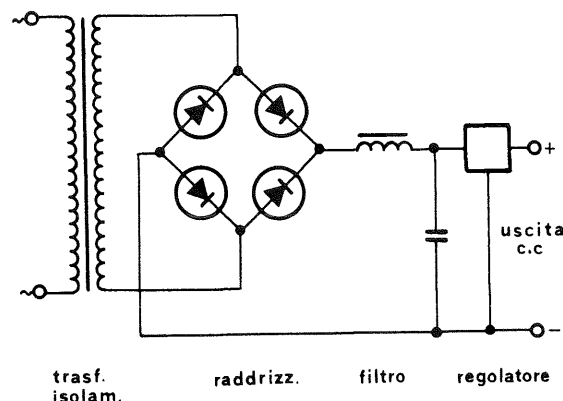 ~
+
uscita
c.c
~
−
trasf.
isolam.
raddrizz.
filtro
regolatore